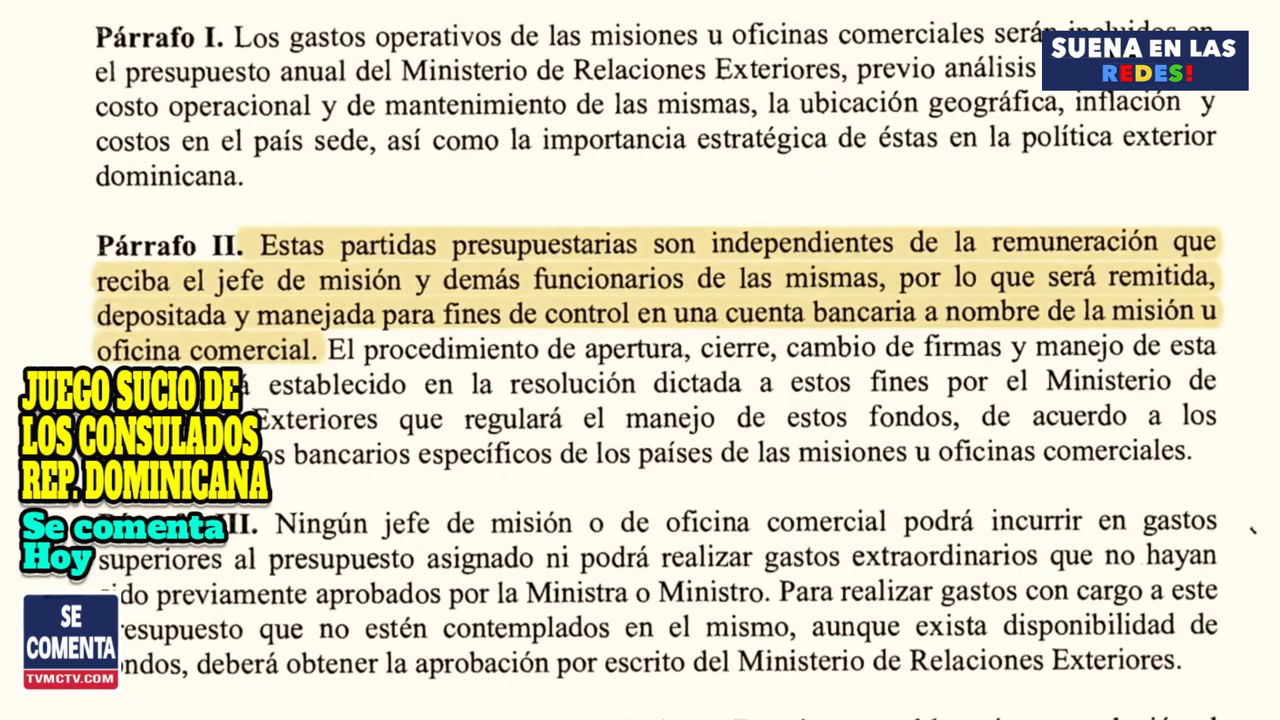 Párrafo I. Los gastos operativos de las misiones u oficinas comerciales serán incluidos en
el presupuesto anual del Ministerio de Relaciones Exteriores, previo análisis
costo operacional y de mantenimiento de las mismas, la ubicación geográfica, inflación y
costos en el país sede, así como la importancia estratégica de éstas en la política exterior
dominicana.
SUENA EN LAS
REDES!
Párrafo II. Estas partidas presupuestarias son independientes de la remuneración que
reciba el jefe de misión y demás funcionarios de las mismas, por lo que será remitida,
depositada y manejada para fines de control en una cuenta bancaria a nombre de la misión u
oficina comercial. El procedimiento de apertura, cierre, cambio de firmas y manejo de esta
establecido en la resolución dictada a estos fines por el Ministerio de
Exteriores que regulará el manejo de estos fondos, de acuerdo a los
bancarios específicos de los países de las misiones u oficinas comerciales.
III. Ningún jefe de misión o de oficina comercial podrá incurrir en gastos
superiores al presupuesto asignado ni podrá realizar gastos extraordinarios que no hayan
sido previamente aprobados por la Ministra o Ministro. Para realizar gastos con cargo a este
presupuesto que no estén contemplados en el mismo, aunque exista disponibilidad de
fondos, deberá obtener la aprobación por escrito del Ministerio de Relaciones Exteriores.
JUEGO SUCIO DE
LOS CONSULADOS
REP. DOMINICANA
Se comenta
Hoy
SE
COMENTA
TVMCTV.COM